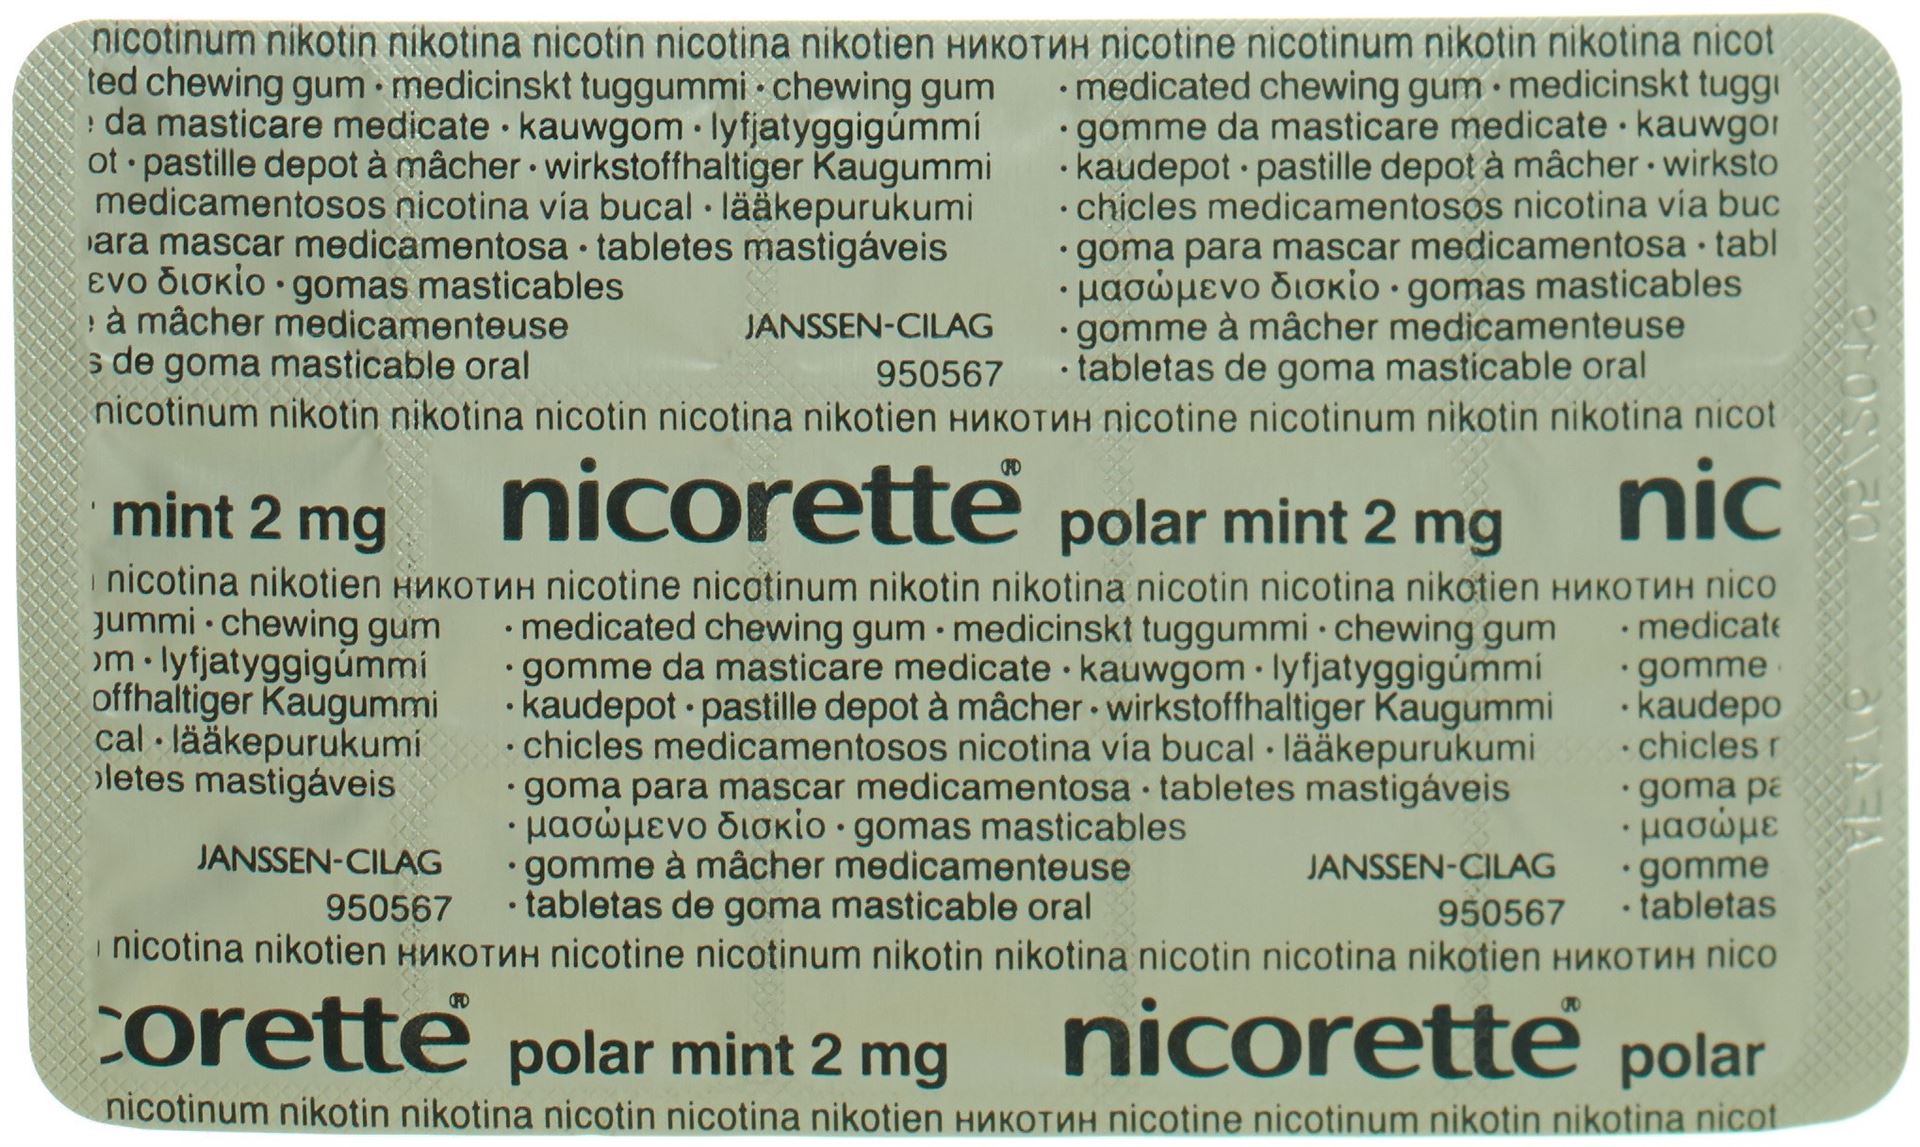 nicotinum nikotin nikotina nicotin nicotina nikotien никотин nicotine nicotinum nikotin nikotina nicot
ted chewing gum · medicinskt tuggummi · chewing gum · medicated chewing gum · medicinskt tuggu
da masticare medicate · kauwgom · lyfjatyggigúmmí · gomme da masticare medicate · kauwgor
ot · pastille depot à mâcher · wirkstoffhaltiger Kaugummi · kaudepot · pastille depot à mâcher · wirksto
medicamentosos nicotina vía bucal · lääkepurukumi · chicles medicamentosos nicotina vía buc
ara mascar medicamentosa · tabletes mastigáveis · goma para mascar medicamentosa · tabl
ενο δισκίο · gomas masticables · μασώμενο δισκίο · gomas masticables
à mâcher medicamenteuse JANSSEN-CILAG · gomme à mâcher medicamenteuse
s de goma masticable oral 950567 · tabletas de goma masticable oral
nicotinum nikotin nikotina nicotin nicotina nikotien никотин nicotine nicotinum nikotin nikotina nicot
mint 2 mg nicorette® polar mint 2 mg nic
nicotina nikotien никотин nicotine nicotinum nikotin nikotina nicotin nicotina nikotien никотин nico
gummi · chewing gum · medicated chewing gum · medicinskt tuggummi · chewing gum · medicate
om · lyfjatyggigúmmí · gomme da masticare medicate · kauwgom · lyfjatyggigúmmí · gomme
offhaltiger Kaugummi · kaudepot · pastille depot à mâcher · wirkstoffhaltiger Kaugummi · kaudepo
cal · lääkepurukumi · chicles medicamentosos nicotina vía bucal · lääkepurukumi · chicles
letes mastigáveis · goma para mascar medicamentosa · tabletes mastigáveis · goma pa
· μασώμενο δισκίο · gomas masticables · μασώμε
JANSSEN-CILAG · gomme à mâcher medicamenteuse JANSSEN-CILAG · gomme
950567 · tabletas de goma masticable oral 950567 · tabletas
nicotina nikotien никотин nicotine nicotinum nikotin nikotina nicotin nicotina nikotien никотин nico
corette® polar mint 2 mg nicorette® polar
nicotinum nikotin nikotina nicotin nicotina nikotien никотин nicotine nicotinum nikotin nikotina nicot